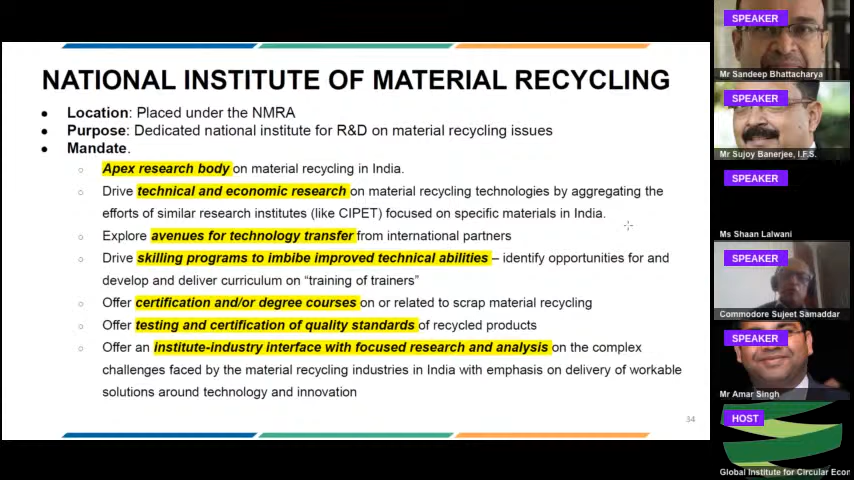 NATIONAL INSTITUTE OF MATERIAL RECYCLING
● Location: Placed under the NMRA
● Purpose: Dedicated national institute for R&D on material recycling issues
● Mandate.
○ Apex research body on material recycling in India.
○ Drive technical and economic research on material recycling technologies by aggregating the
efforts of similar research institutes (like CIPET) focused on specific materials in India.
○ Explore avenues for technology transfer from international partners
○ Drive skilling programs to imbibe improved technical abilities – identify opportunities for and
develop and deliver curriculum on “training of trainers”
○ Offer certification and/or degree courses on or related to scrap material recycling
○ Offer testing and certification of quality standards of recycled products
○ Offer an institute-industry interface with focused research and analysis on the complex
challenges faced by the material recycling industries in India with emphasis on delivery of workable
solutions around technology and innovation
34
SPEAKER
Mr Sandeep Bhattacharya
SPEAKER
Mr Sujoy Banerjee, I.F.S.
SPEAKER
Ms Shaan Lalwani
SPEAKER
Commodore Sujeet Samaddar
SPEAKER
Mr Amar Singh
HOST
Global Institute for Circular Econ